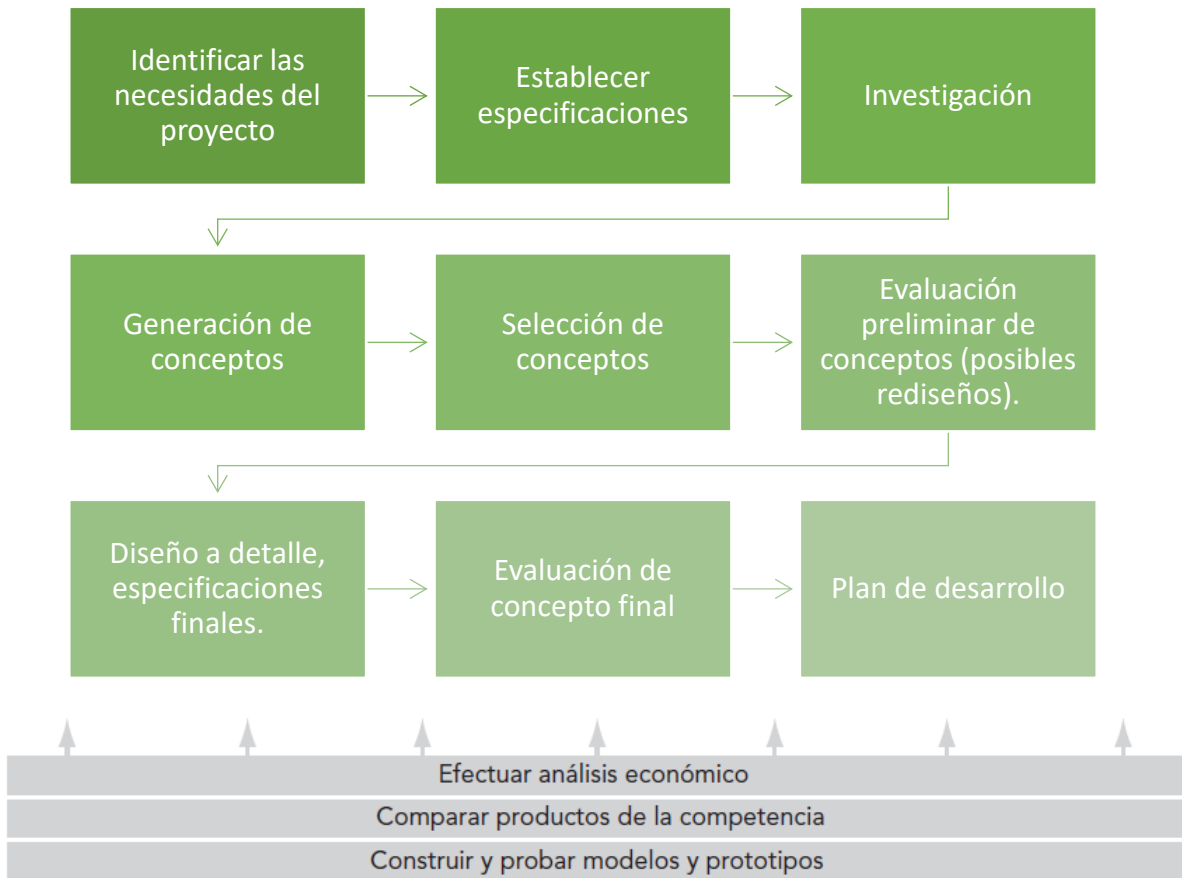 Identificar las
necesidades del
proyecto
Establecer
especificaciones
Investigación
Generación de
conceptos
Selección de
conceptos
Evaluación
preliminar de
conceptos (posibles
rediseños).
Diseño a detalle,
especificaciones
finales.
Evaluación de
concepto final
Plan de desarrollo
Efectuar análisis económico
Comparar productos de la competencia
Construir y probar modelos y prototipos